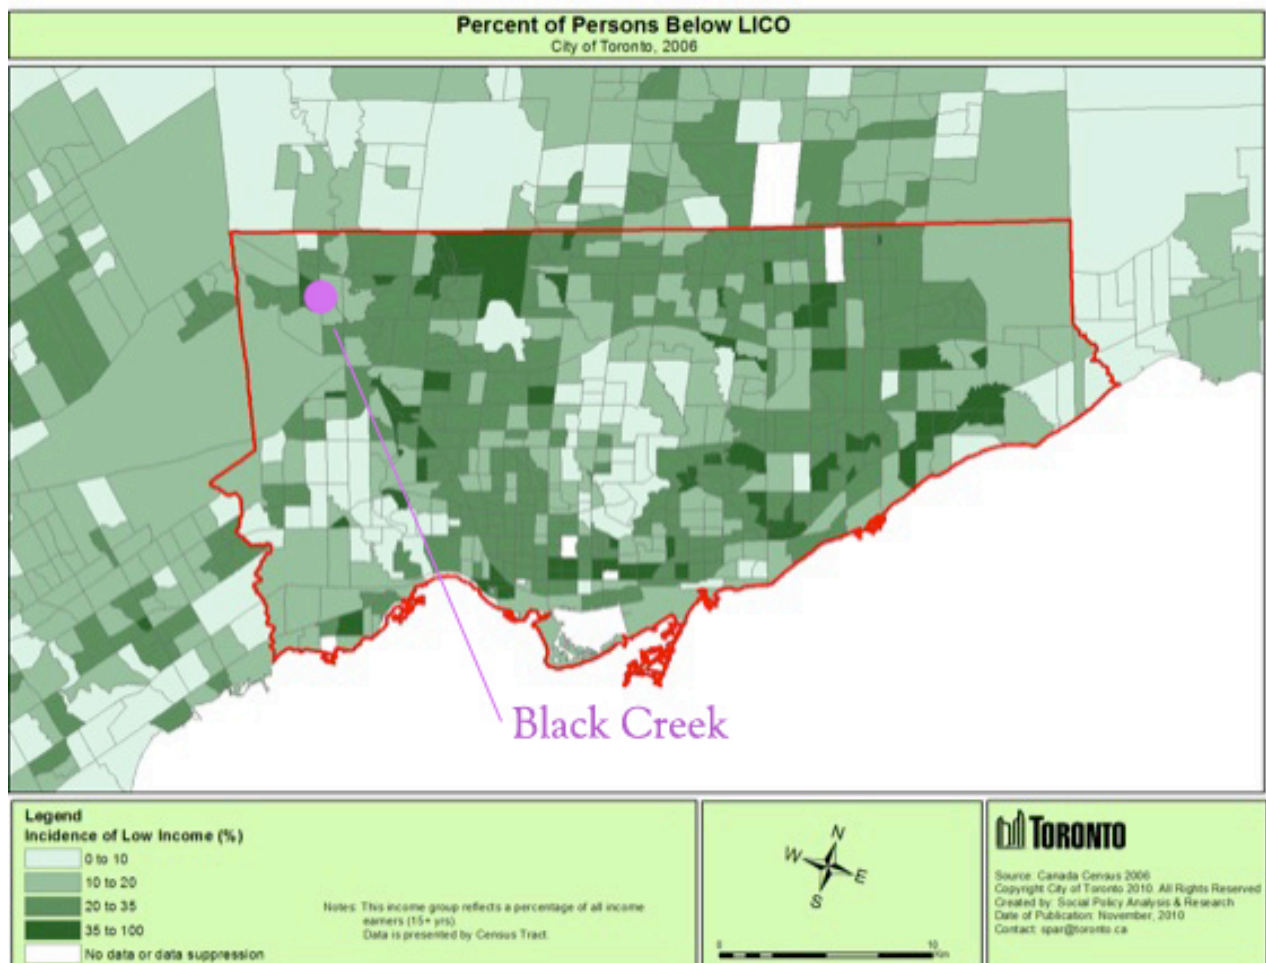 Percent of Persons Below LICO
City of Toronto, 2006
Black Creek
Legend
Incidence of Low Income (%)
0 to 10
10 to 20
20 to 35
35 to 100
No data or data suppression
Notes: This income group reflects a percentage of all income
earners (15+ yrs).
Data is presented by Census Tract.
N
W
E
S
0
10
Km
TORONTO
Source: Canada Census 2006
Copyright City of Toronto 2010. All Rights Reserved
Created by: Social Policy Analysis & Research
Date of Publication: November, 2010
Contact: spar@toronto.ca